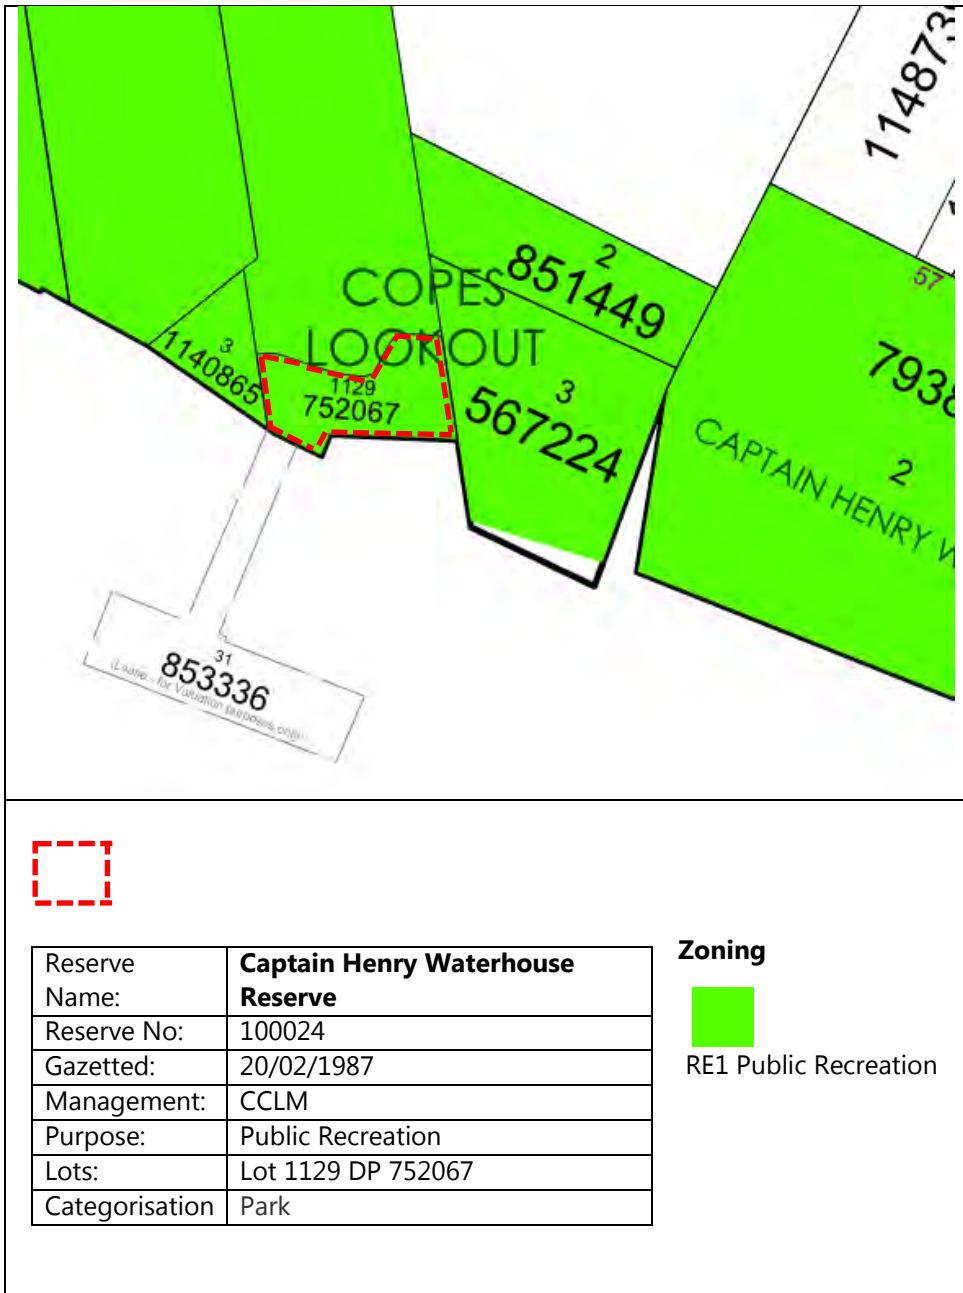 114873
57
2
851449
COPES
LOOKOUT
3
1140865
1129
752067
3
567224
7938
2
CAPTAIN HENRY W
31
853336
(Lease - for Valuation purposes only)
Reserve Name: Captain Henry Waterhouse Reserve
Reserve No: 100024
Gazetted: 20/02/1987
Management: CCLM
Purpose: Public Recreation
Lots: Lot 1129 DP 752067
Categorisation Park
Zoning
RE1 Public Recreation